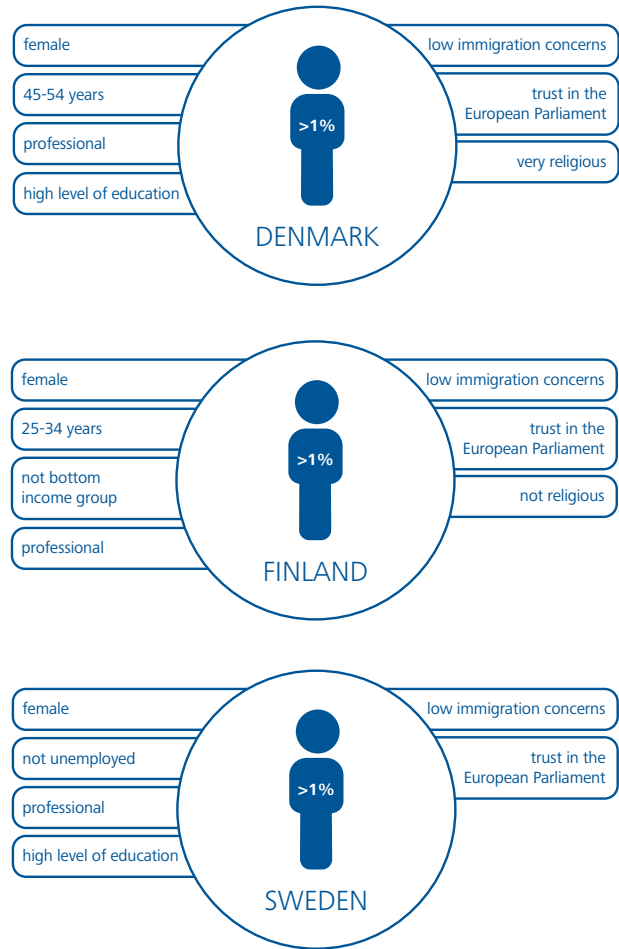 female
45-54 years
professional
high level of education
>1%
DENMARK
low immigration concerns
trust in the
European Parliament
very religious
female
25-34 years
not bottom
income group
professional
>1%
FINLAND
low immigration concerns
trust in the
European Parliament
not religious
female
not unemployed
professional
high level of education
>1%
SWEDEN
low immigration concerns
trust in the
European Parliament